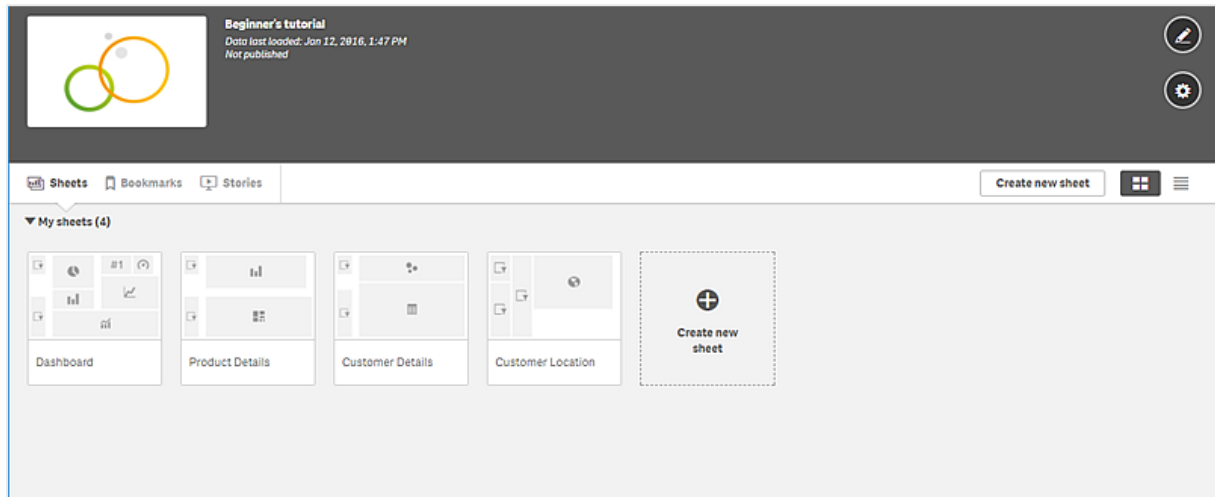 Beginner's tutorial
Data last loaded: Jan 12, 2016, 1:47 PM
Not published
Sheets Bookmarks Stories Create new sheet
My sheets (4)
#1
Dashboard Product Details Customer Details Customer Location Create new
sheet